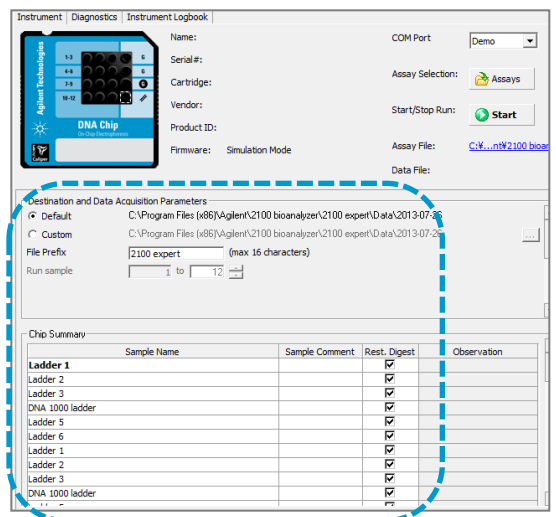 Instrument Diagnostics Instrument Logbook
Agilent Technologies
1-3 G
4-6 G
7-9 G
10-12
DNA Chip
On-Chip-Electrophoresis
Caliper
Name:
Serial#:
Cartridge:
Vendor:
Product ID:
Firmware: Simulation Mode
COM Port Demo
Assay Selection: Assays
Start/Stop Run: Start
Assay File: C:¥...nt¥2100 bioar
Data File:
Destination and Data Acquisition Parameters
Default C:\Program Files (x86)\Agilent\2100 bioanalyzer\2100 expert\Data\2013-07-26
Custom C:\Program Files (x86)\Agilent\2100 bioanalyzer\2100 expert\Data\2013-07-26 ...
File Prefix 2100 expert (max 16 characters)
Run sample 1 to 12
Chip Summary
Sample Name Sample Comment Rest. Digest Observation
Ladder 1
Ladder 2
Ladder 3
DNA 1000 ladder
Ladder 5
Ladder 6
Ladder 1
Ladder 2
Ladder 3
DNA 1000 ladder